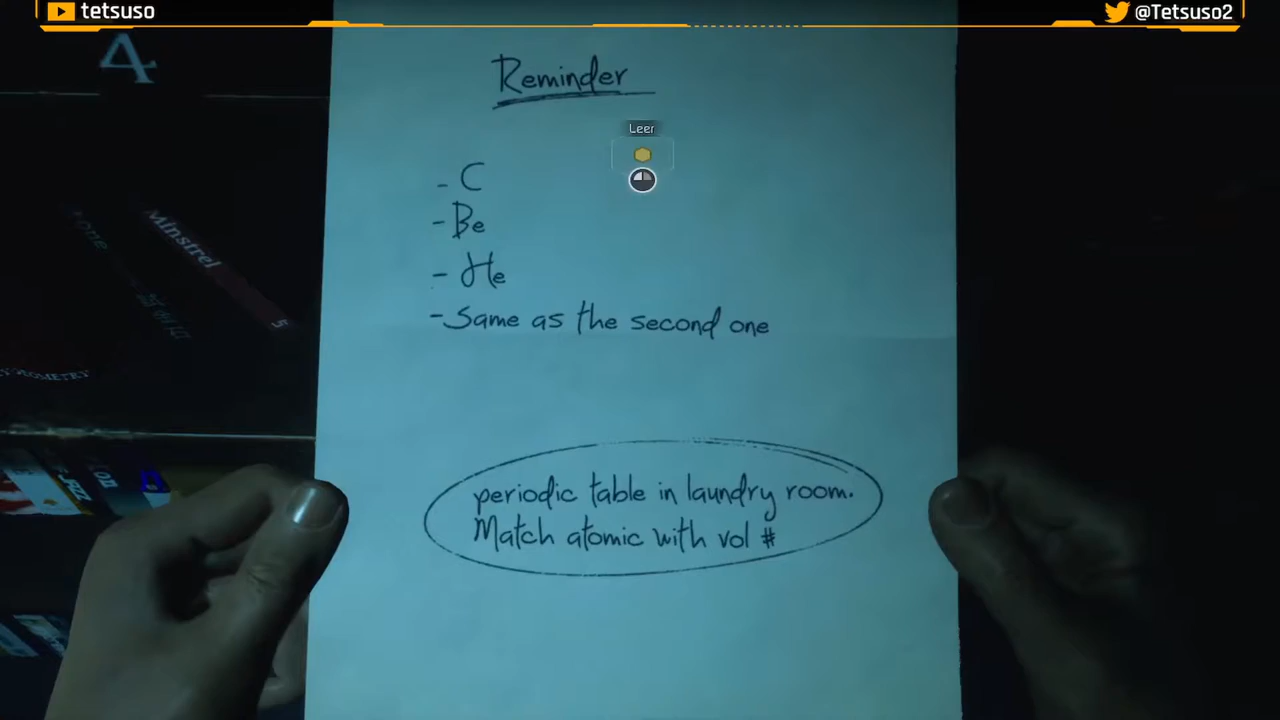 tetsuso
@Tetsuso2
4
Reminder
Leer
- C
- Be
- He
- Same as the second one
Minstrel
one
periodic table in laundry room.
Match atomic with vol #